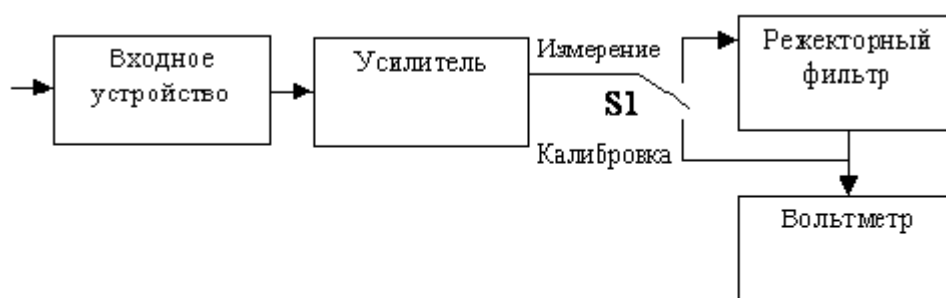 Входное
устройство
Усилитель
Измерение
S1
Калибровка
Режекторный
фильтр
Вольтметр